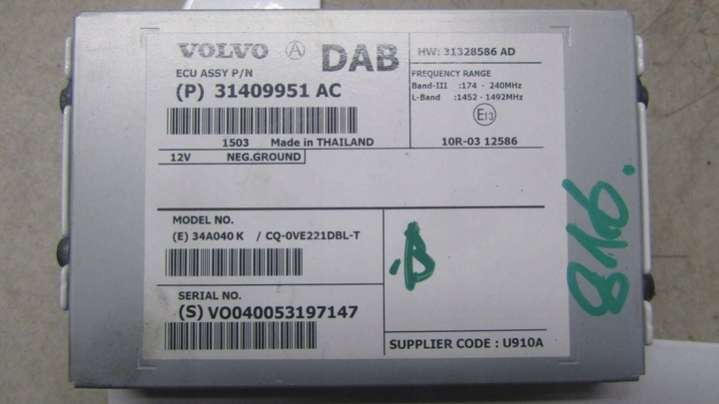 VOLVO A DAB
ECU ASSY P/N
(P) 31409951 AC
1503 Made in THAILAND
12V NEG.GROUND
HW: 31328586 AD
FREQUENCY RANGE
Band-III :174 - 240MHz
L-Band :1452 - 1492MHz
E13
10R-03 12586
MODEL NO.
(E) 34A040 K / CQ-0VE221DBL-T
SERIAL NO.
(S) VO040053197147
.B
SUPPLIER CODE : U910A
816.